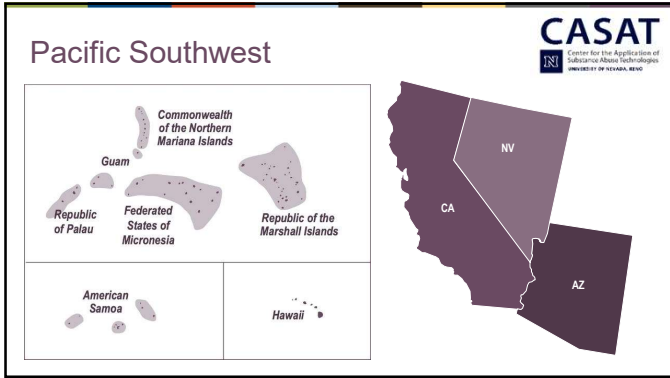 Pacific Southwest
CASAT
N
Center for the Application of
Substance Abuse Technologies
UNIVERSITY OF NEVADA, RENO
Commonwealth
of the Northern
Mariana Islands
Guam
Republic
of Palau
Federated
States of
Micronesia
Republic of the
Marshall Islands
American
Samoa
Hawaii
NV
CA
AZ